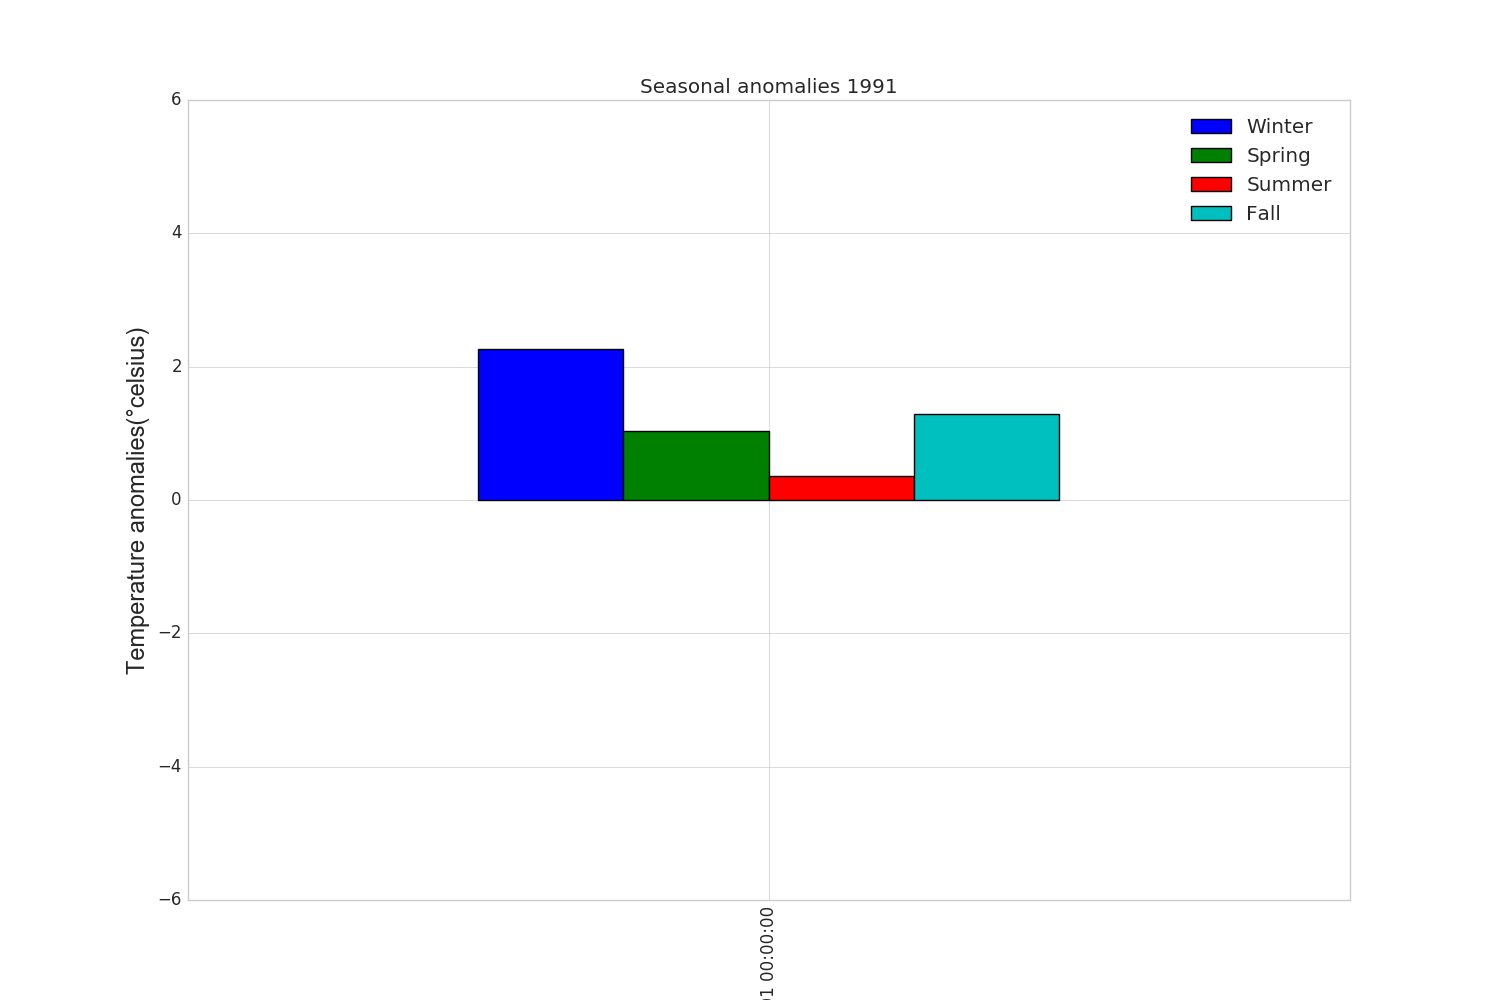 Seasonal anomalies 1991
6
4
2
0
−2
−4
−6
Temperature anomalies(°celsius)
Winter
Spring
Summer
Fall
01 00:00:00